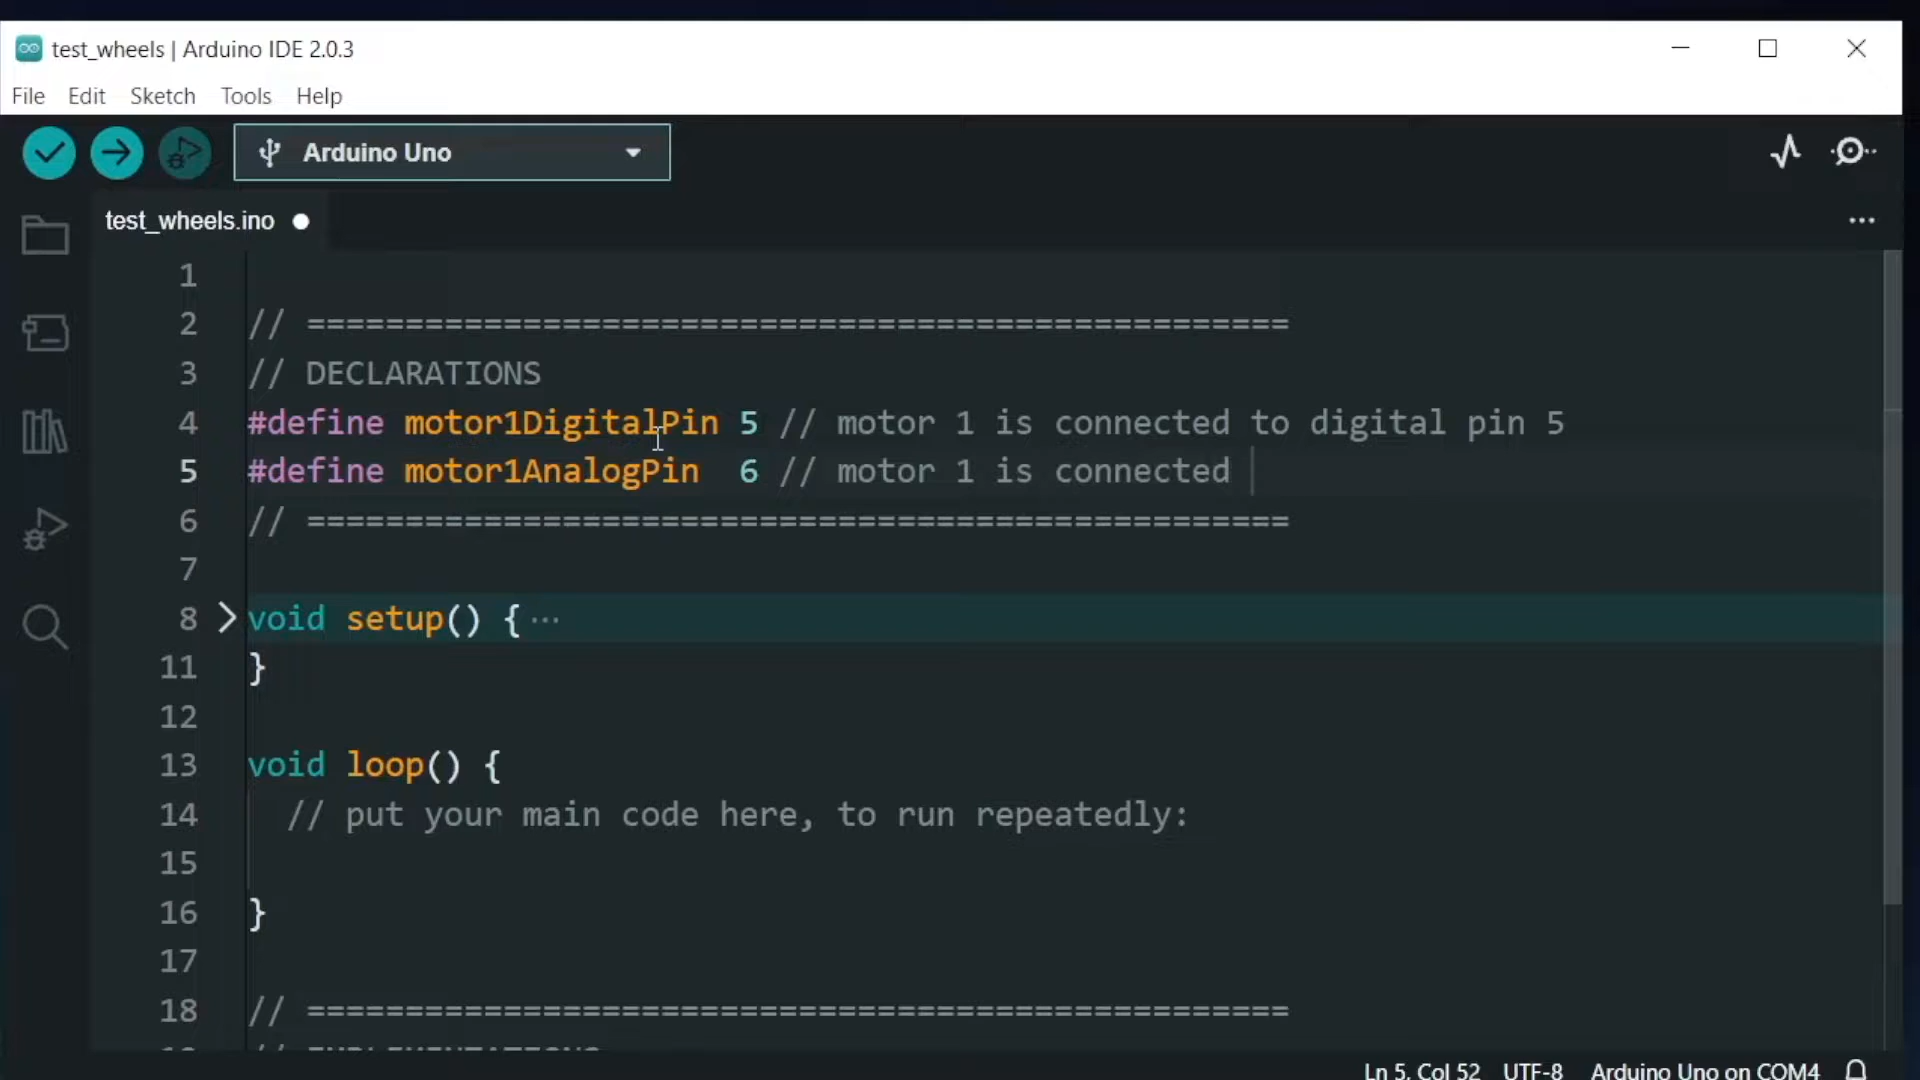 test_wheels | Arduino IDE 2.0.3
File Edit Sketch Tools Help
Arduino Uno
test_wheels.ino
1
2 // ==================================================
3 // DECLARATIONS
4 #define motor1DigitalPin 5 // motor 1 is connected to digital pin 5
5 #define motor1AnalogPin  6 // motor 1 is connected
6 // ==================================================
7
8 void setup() { ···
11 }
12
13 void loop() {
14 // put your main code here, to run repeatedly:
15
16 }
17
18 // ==================================================
Ln 5, Col 52 UTF-8 Arduino Uno on COM4